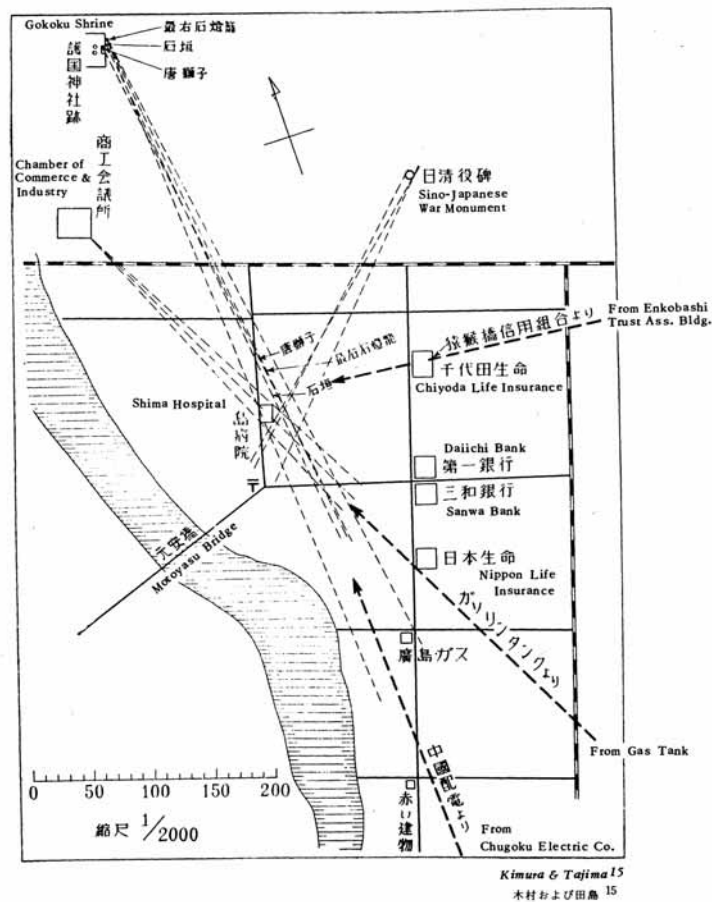 Gokoku Shrine
最右石燈籠
石垣
唐獅子
護国神社跡
商工会議所
Chamber of
Commerce &
Industry
日清役碑
Sino-Japanese
War Monument
猿猴橋信用組合より
From Enkobashi
Trust Ass. Bldg.
唐獅子
最右石燈籠
石垣
千代田生命
Chiyoda Life Insurance
Shima Hospital
島病院
Daiichi Bank
第一銀行
〒
三和銀行
Sanwa Bank
元安橋
Motoyasu Bridge
日本生命
Nippon Life
Insurance
ガソリンタンクより
廣島ガス
From Gas Tank
中國配電より
0 50 100 150 200
縮尺 1/2000
赤い建物
From
Chugoku Electric Co.
Kimura & Tajima 15
木村および田島 15